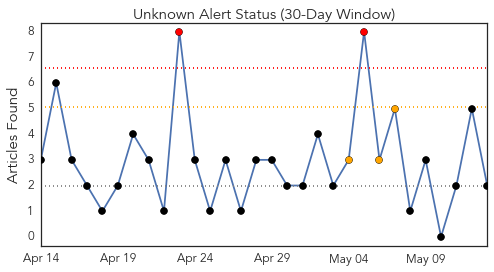 Unknown Alert Status (30-Day Window)
8
7
6
5
4
3
2
1
0
Articles Found
Apr 14
Apr 19
Apr 24
Apr 29
May 04
May 09